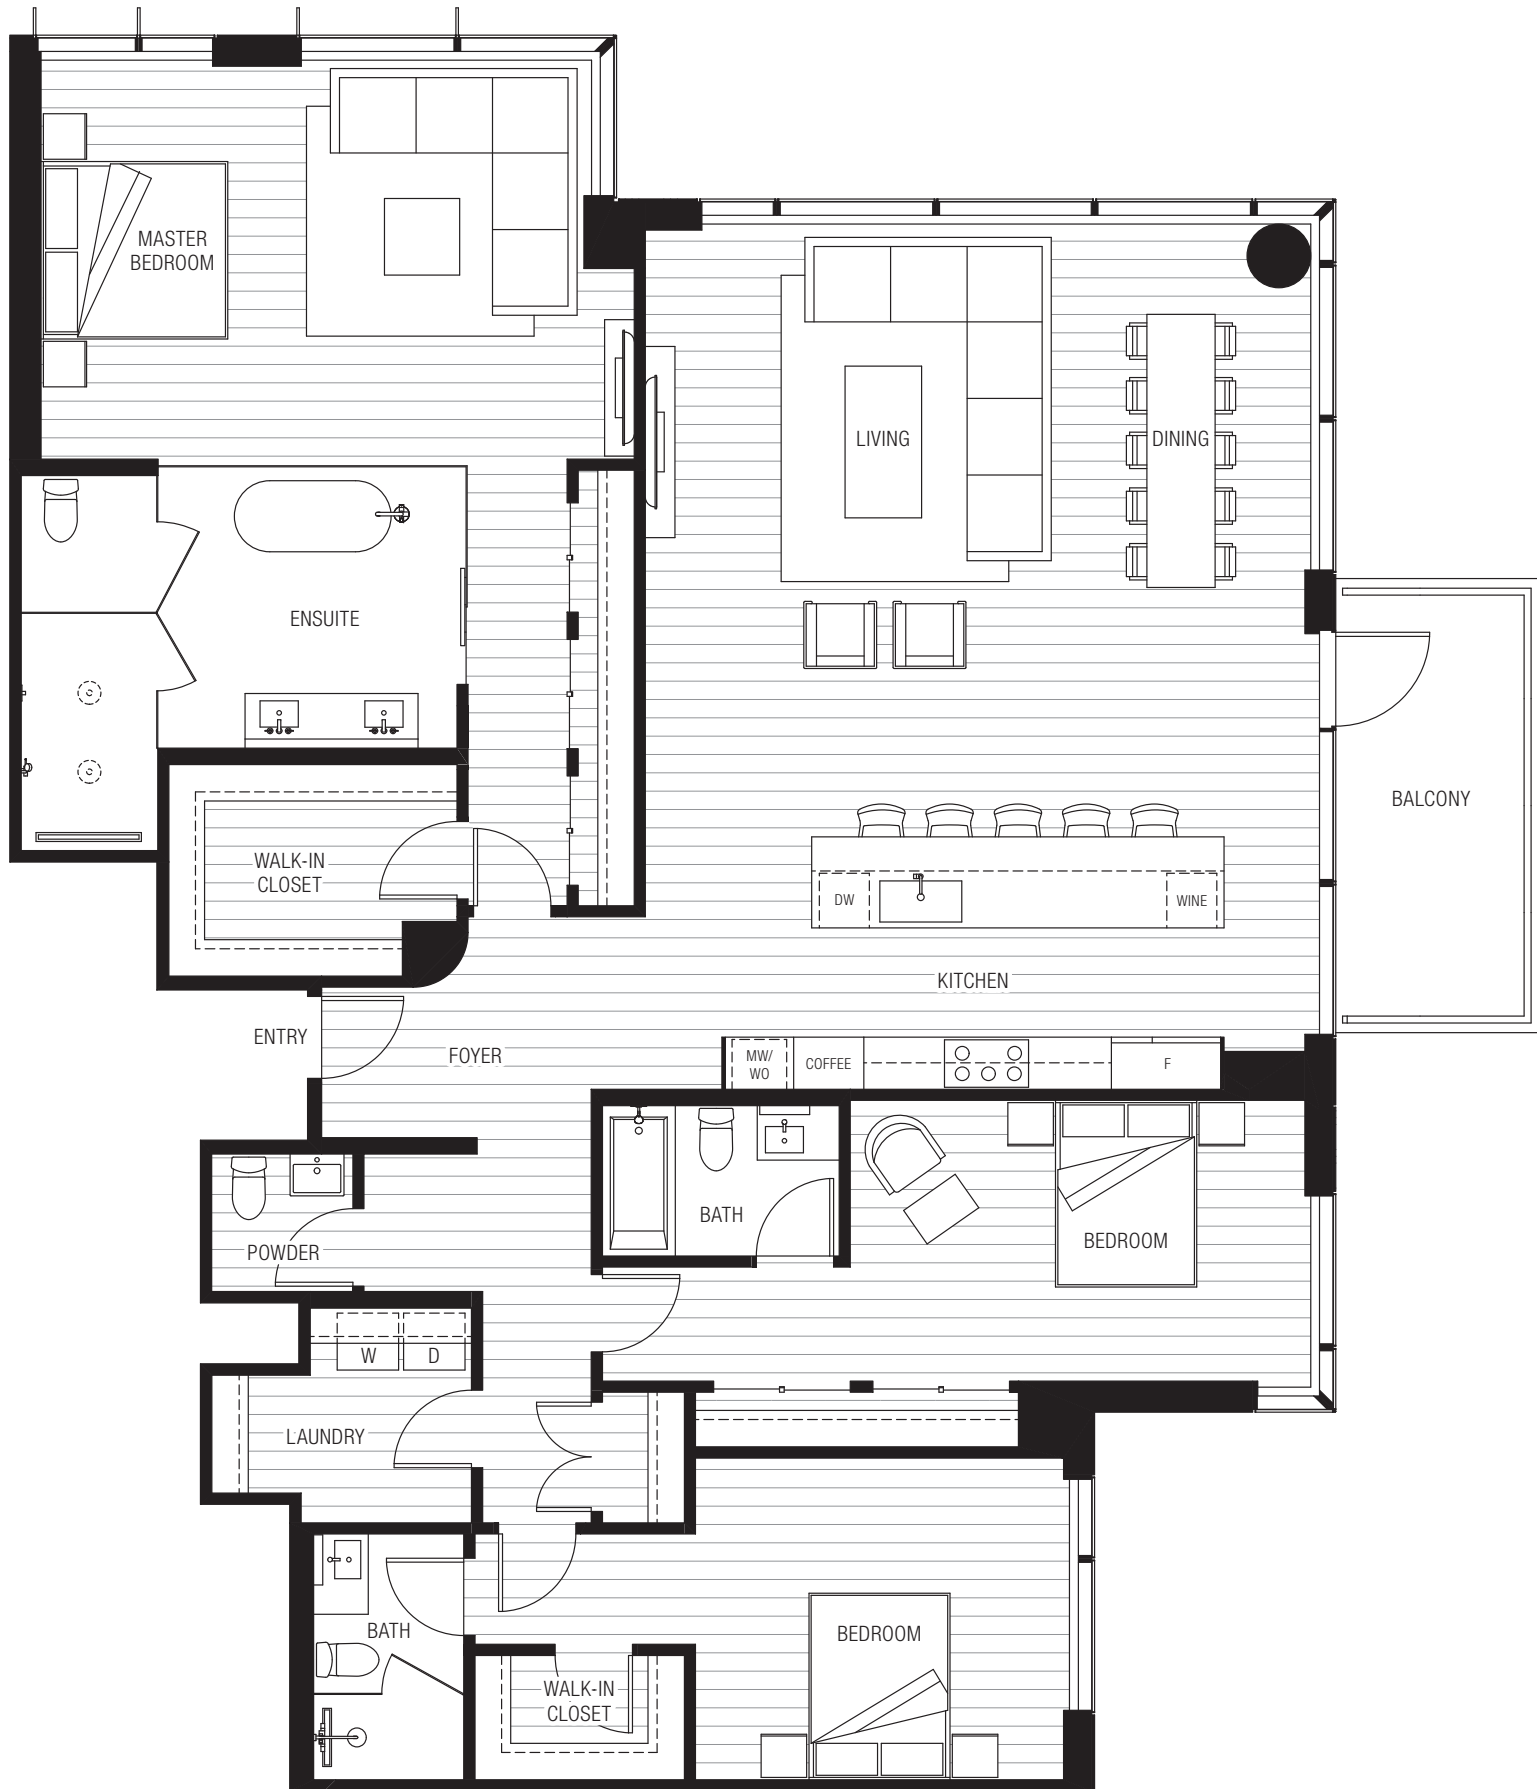 MASTER
BEDROOM
LIVING
DINING
ENSUITE
BALCONY
WALK-IN
CLOSET
DW
WINE
KITCHEN
ENTRY
FOYER
MW/
WO
COFFEE
F
BATH
BEDROOM
POWDER
W
D
LAUNDRY
BATH
BEDROOM
WALK-IN
CLOSET